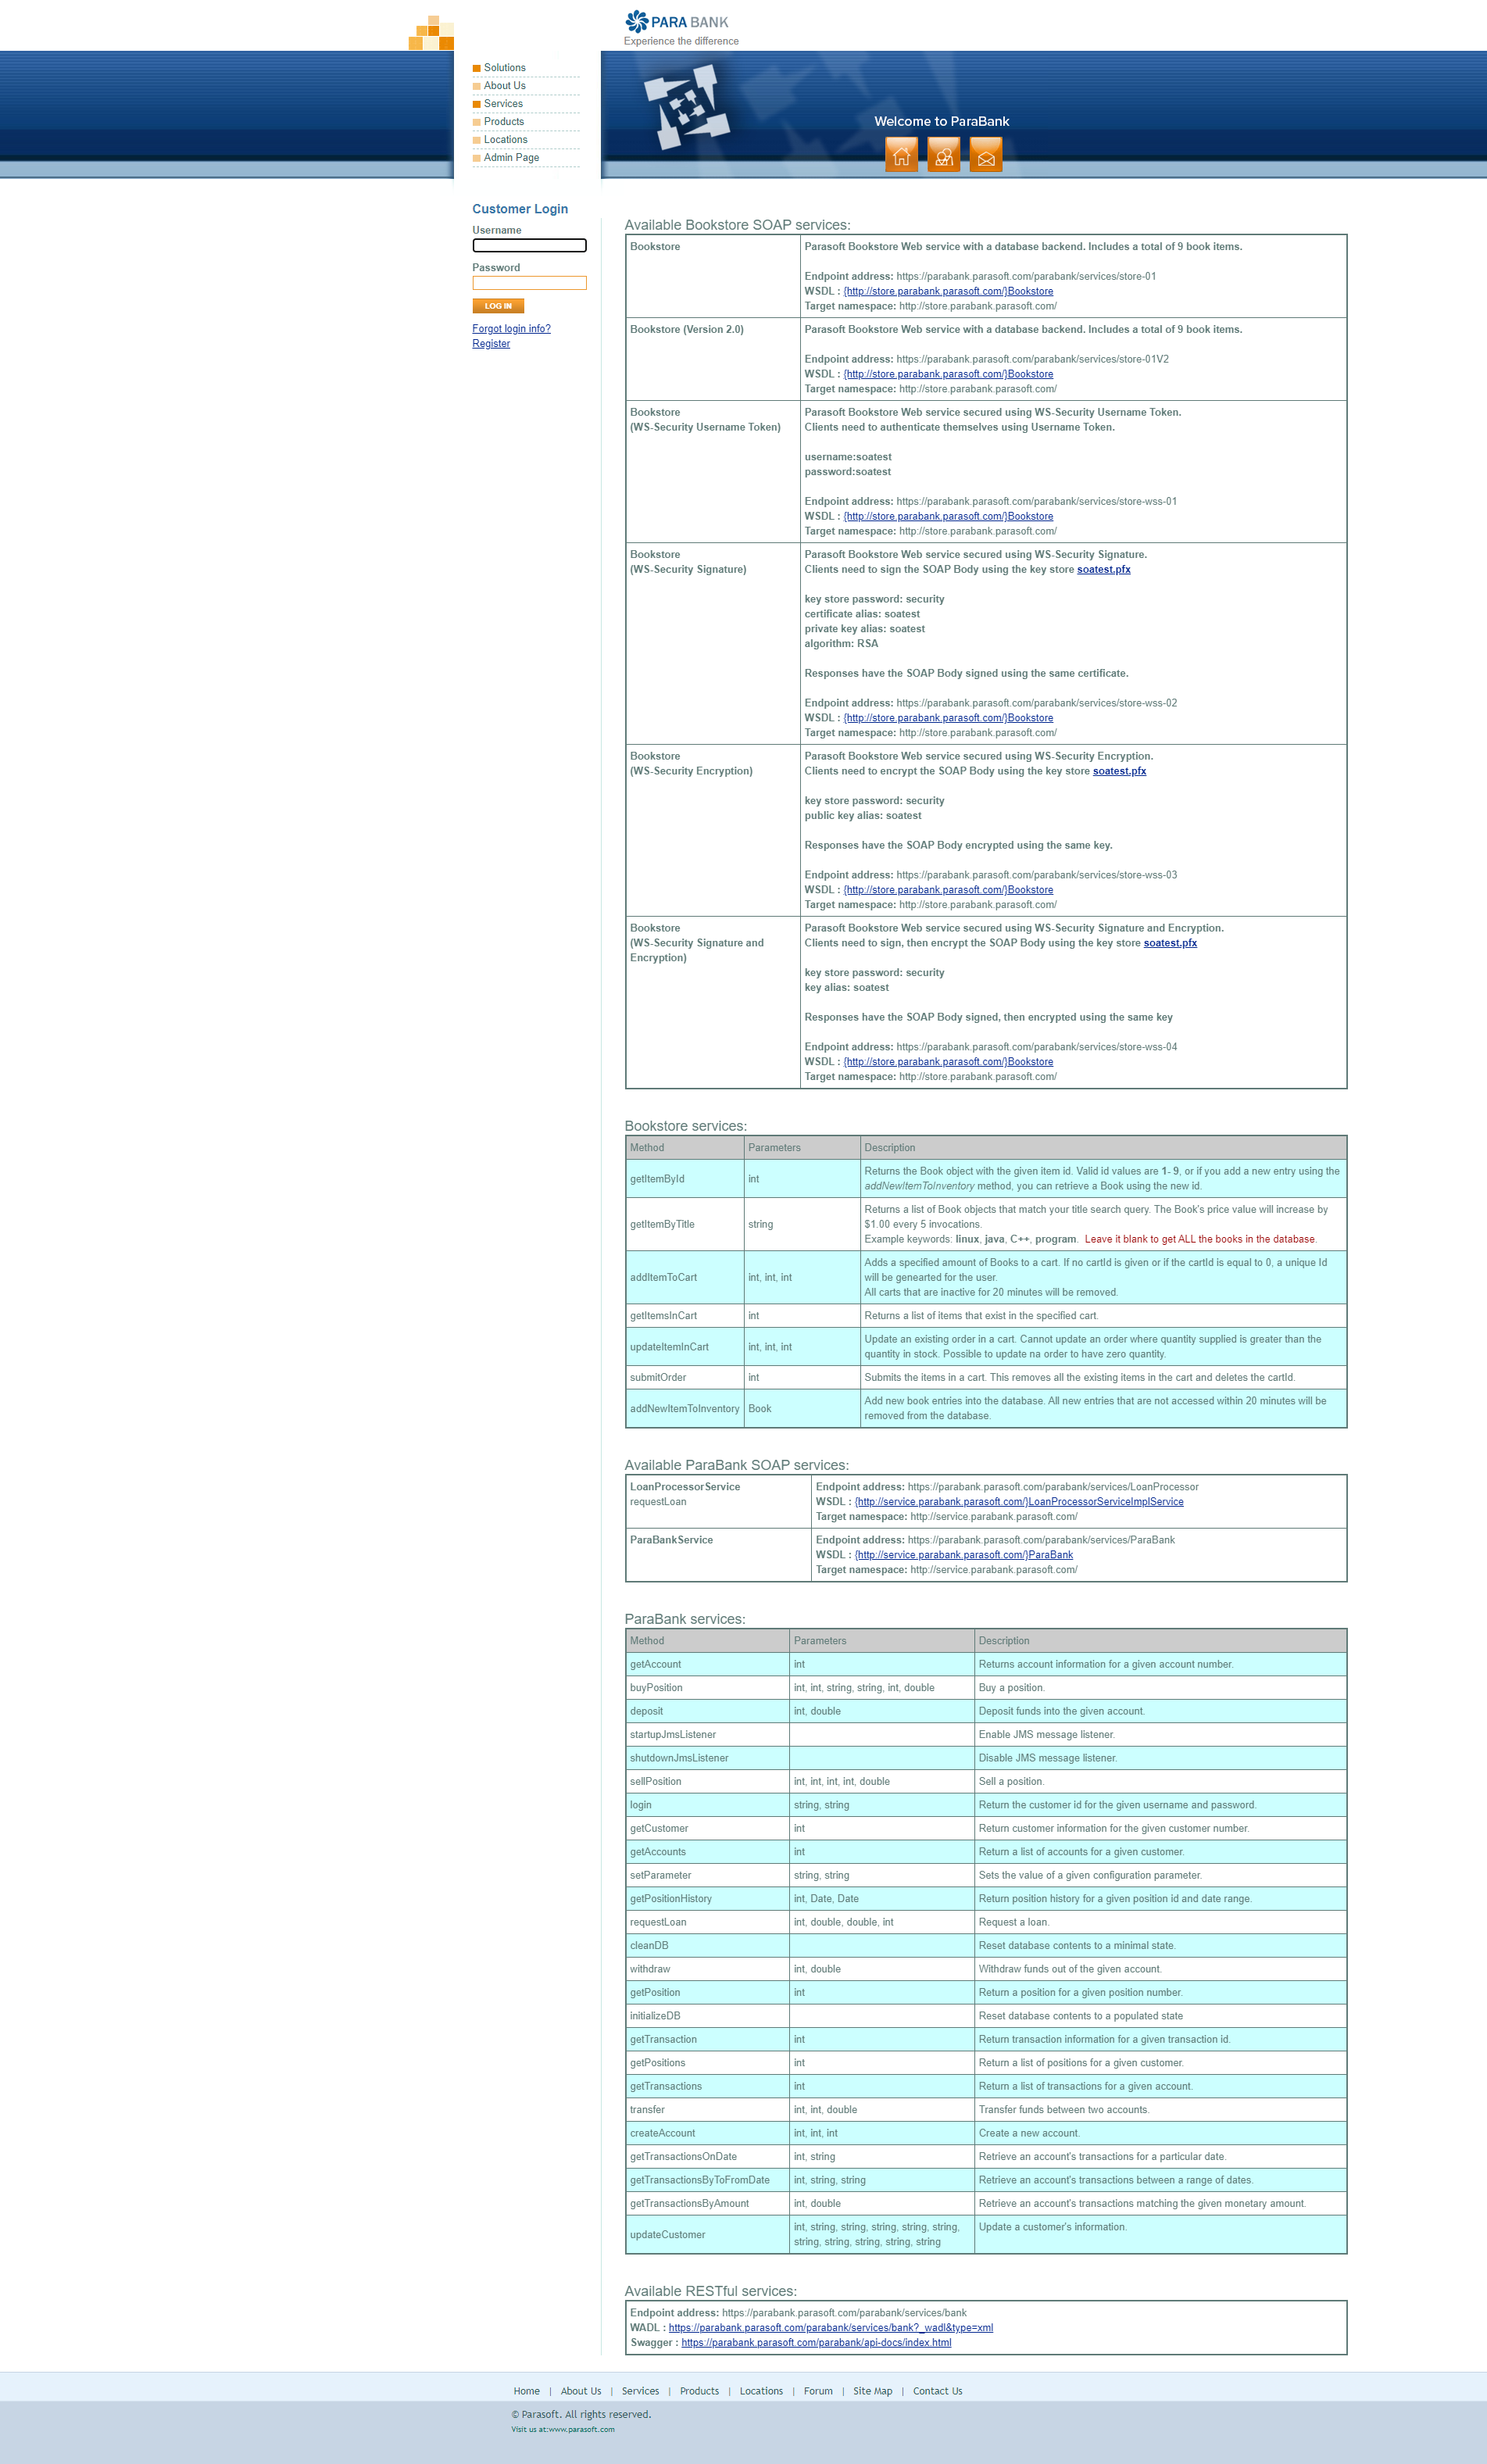 PARA BANK
Experience the difference
Solutions
About Us
Services
Products
Locations
Admin Page
Welcome to ParaBank
Customer Login
Username
Password
LOG IN
Forgot login info?
Register
Available Bookstore SOAP services:
Bookstore
Parasoft Bookstore Web service with a database backend. Includes a total of 9 book items.
Endpoint address: https://parabank.parasoft.com/parabank/services/store-01
WSDL : {http://store.parabank.parasoft.com/}Bookstore
Target namespace: http://store.parabank.parasoft.com/
Bookstore (Version 2.0)
Parasoft Bookstore Web service with a database backend. Includes a total of 9 book items.
Endpoint address: https://parabank.parasoft.com/parabank/services/store-01V2
WSDL : {http://store.parabank.parasoft.com/}Bookstore
Target namespace: http://store.parabank.parasoft.com/
Bookstore
(WS-Security Username Token)
Parasoft Bookstore Web service secured using WS-Security Username Token.
Clients need to authenticate themselves using Username Token.
username:soatest
password:soatest
Endpoint address: https://parabank.parasoft.com/parabank/services/store-wss-01
WSDL : {http://store.parabank.parasoft.com/}Bookstore
Target namespace: http://store.parabank.parasoft.com/
Bookstore
(WS-Security Signature)
Parasoft Bookstore Web service secured using WS-Security Signature.
Clients need to sign the SOAP Body using the key store soatest.pfx
key store password: security
certificate alias: soatest
private key alias: soatest
algorithm: RSA
Responses have the SOAP Body signed using the same certificate.
Endpoint address: https://parabank.parasoft.com/parabank/services/store-wss-02
WSDL : {http://store.parabank.parasoft.com/}Bookstore
Target namespace: http://store.parabank.parasoft.com/
Bookstore
(WS-Security Encryption)
Parasoft Bookstore Web service secured using WS-Security Encryption.
Clients need to encrypt the SOAP Body using the key store soatest.pfx
key store password: security
public key alias: soatest
Responses have the SOAP Body encrypted using the same key.
Endpoint address: https://parabank.parasoft.com/parabank/services/store-wss-03
WSDL : {http://store.parabank.parasoft.com/}Bookstore
Target namespace: http://store.parabank.parasoft.com/
Bookstore
(WS-Security Signature and
Encryption)
Parasoft Bookstore Web service secured using WS-Security Signature and Encryption.
Clients need to sign, then encrypt the SOAP Body using the key store soatest.pfx
key store password: security
key alias: soatest
Responses have the SOAP Body signed, then encrypted using the same key
Endpoint address: https://parabank.parasoft.com/parabank/services/store-wss-04
WSDL : {http://store.parabank.parasoft.com/}Bookstore
Target namespace: http://store.parabank.parasoft.com/
Bookstore services:
Method Parameters Description
getItemById int Returns the Book object with the given item id. Valid id values are 1- 9, or if you add a new entry using the
addNewItemToInventory method, you can retrieve a Book using the new id.
getItemByTitle string Returns a list of Book objects that match your title search query. The Book's price value will increase by
$1.00 every 5 invocations.
Example keywords: linux, java, C++, program. Leave it blank to get ALL the books in the database.
addItemToCart int, int, int Adds a specified amount of Books to a cart. If no cartId is given or if the cartId is equal to 0, a unique Id
will be genearted for the user.
All carts that are inactive for 20 minutes will be removed.
getItemsInCart int Returns a list of items that exist in the specified cart.
updateItemInCart int, int, int Update an existing order in a cart. Cannot update an order where quantity supplied is greater than the
quantity in stock. Possible to update na order to have zero quantity.
submitOrder int Submits the items in a cart. This removes all the existing items in the cart and deletes the cartId.
addNewItemToInventory Book Add new book entries into the database. All new entries that are not accessed within 20 minutes will be
removed from the database.
Available ParaBank SOAP services:
LoanProcessorService
requestLoan
Endpoint address: https://parabank.parasoft.com/parabank/services/LoanProcessor
WSDL : {http://service.parabank.parasoft.com/}LoanProcessorServiceImplService
Target namespace: http://service.parabank.parasoft.com/
ParaBankService
Endpoint address: https://parabank.parasoft.com/parabank/services/ParaBank
WSDL : {http://service.parabank.parasoft.com/}ParaBank
Target namespace: http://service.parabank.parasoft.com/
ParaBank services:
Method Parameters Description
getAccount int Returns account information for a given account number.
buyPosition int, int, string, string, int, double Buy a position.
deposit int, double Deposit funds into the given account.
startupJmsListener Enable JMS message listener.
shutdownJmsListener Disable JMS message listener.
sellPosition int, int, int, int, double Sell a position.
login string, string Return the customer id for the given username and password.
getCustomer int Return customer information for the given customer number.
getAccounts int Return a list of accounts for a given customer.
setParameter string, string Sets the value of a given configuration parameter.
getPositionHistory int, Date, Date Return position history for a given position id and date range.
requestLoan int, double, double, int Request a loan.
cleanDB Reset database contents to a minimal state.
withdraw int, double Withdraw funds out of the given account.
getPosition int Return a position for a given position number.
initializeDB Reset database contents to a populated state
getTransaction int Return transaction information for a given transaction id.
getPositions int Return a list of positions for a given customer.
getTransactions int Return a list of transactions for a given account.
transfer int, int, double Transfer funds between two accounts.
createAccount int, int, int Create a new account.
getTransactionsOnDate int, string Retrieve an account's transactions for a particular date.
getTransactionsByToFromDate int, string, string Retrieve an account's transactions between a range of dates.
getTransactionsByAmount int, double Retrieve an account's transactions matching the given monetary amount.
updateCustomer int, string, string, string, string, string, Update a customer's information.
string, string, string, string, string
Available RESTful services:
Endpoint address: https://parabank.parasoft.com/parabank/services/bank
WADL : https://parabank.parasoft.com/parabank/services/bank?_wadl&type=xml
Swagger : https://parabank.parasoft.com/parabank/api-docs/index.html
Home | About Us | Services | Products | Locations | Forum | Site Map | Contact Us
© Parasoft. All rights reserved.
Visit us at:www.parasoft.com